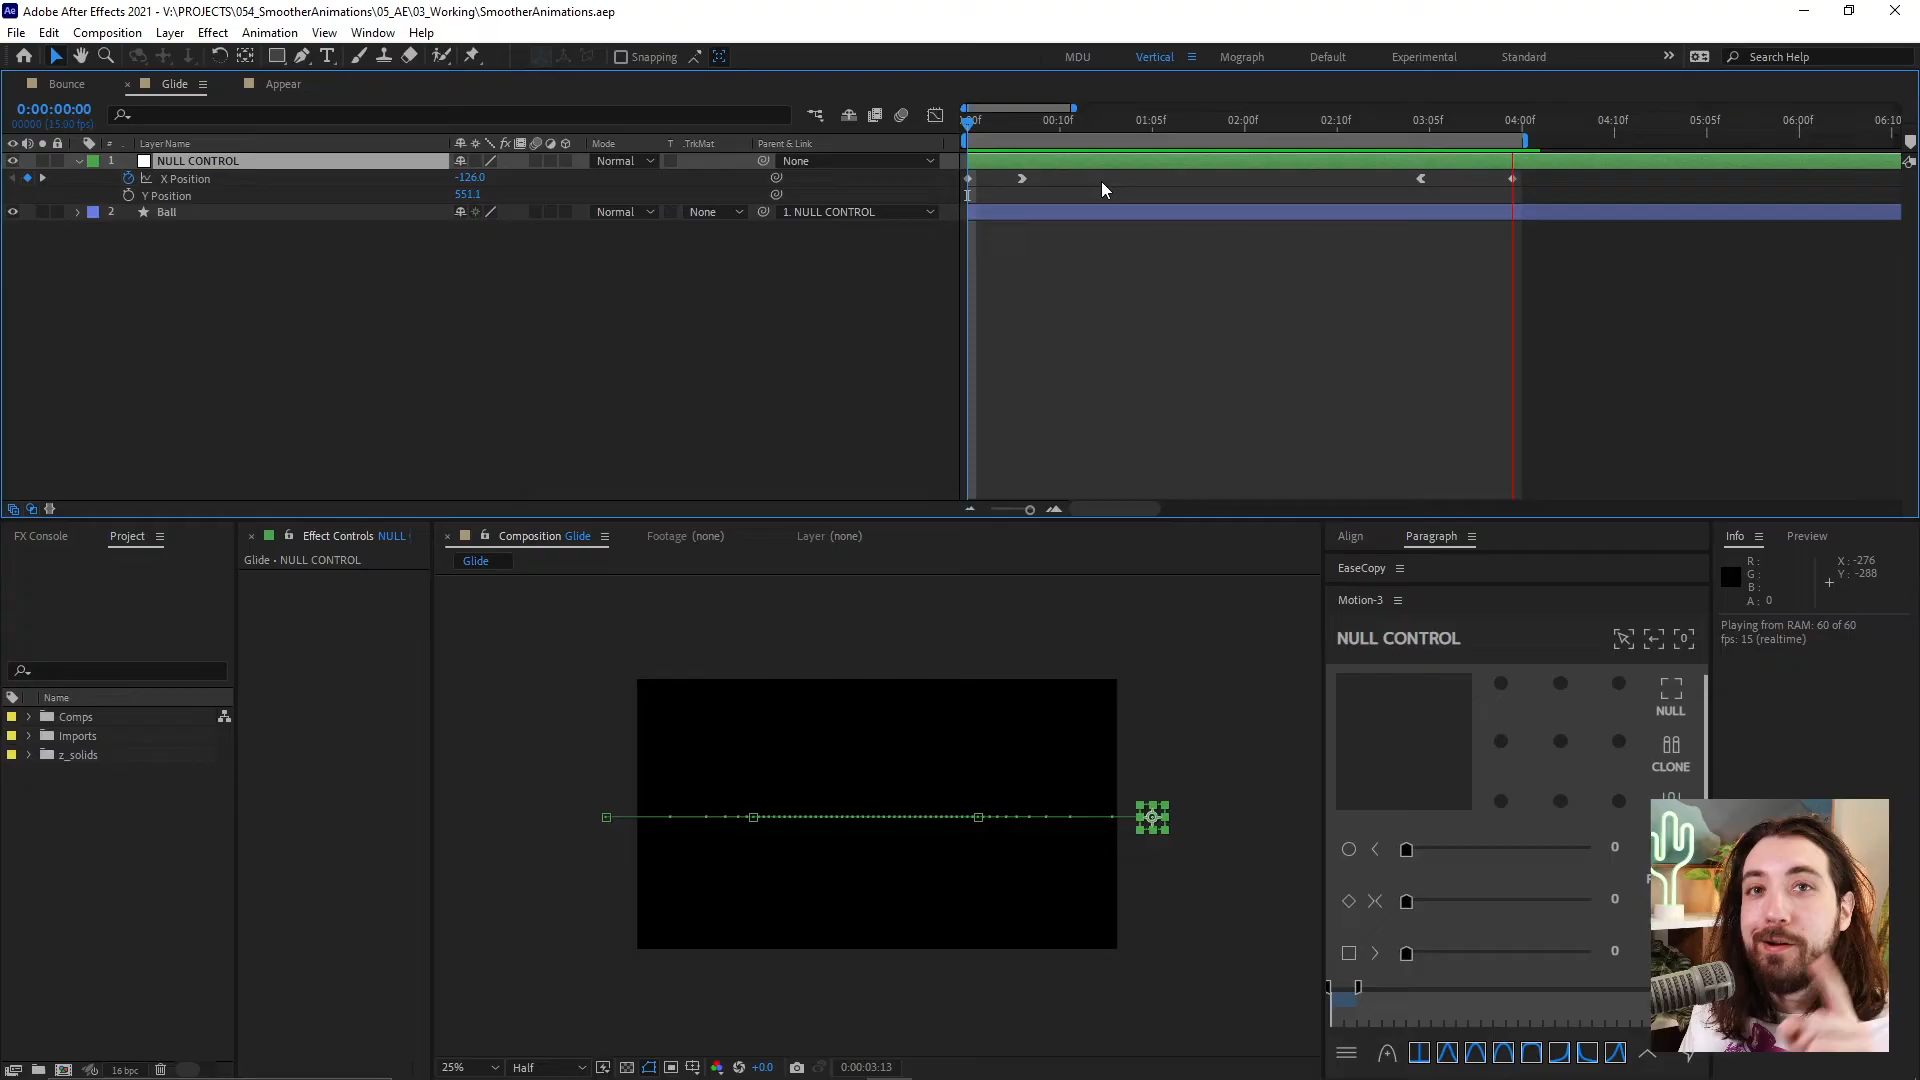 Ae Adobe After Effects 2021 - V:\PROJECTS\054_SmootherAnimations\05_AE\03_Working\SmootherAnimations.aep
File Edit Composition Layer Effect Animation View Window Help
Snapping MDU Vertical Mograph Default Experimental Standard Search Help
Bounce Glide Appear
0:00:00:00
00000 (15.00 fps)
00f 00:10f 01:05f 02:00f 02:10f 03:05f 04:00f 04:10f 05:05f 06:00f 06:10
# Layer Name fx Mode T .TrkMat Parent & Link
1 NULL CONTROL Normal None
X Position -126.0
Y Position 551.1
2 Ball Normal None 1. NULL CONTROL
FX Console Project
Effect Controls NULL
Composition Glide Footage (none) Layer (none)
Align Paragraph
Info Preview
Glide • NULL CONTROL
Glide
EaseCopy
Motion-3
NULL CONTROL
R :
G :
B :
A : 0
X : -276
Y : -288
Playing from RAM: 60 of 60
fps: 15 (realtime)
Name
Comps
Imports
z_solids
NULL
CLONE
0
0
0
16 bpc
25% Half +0.0 0:00:03:13